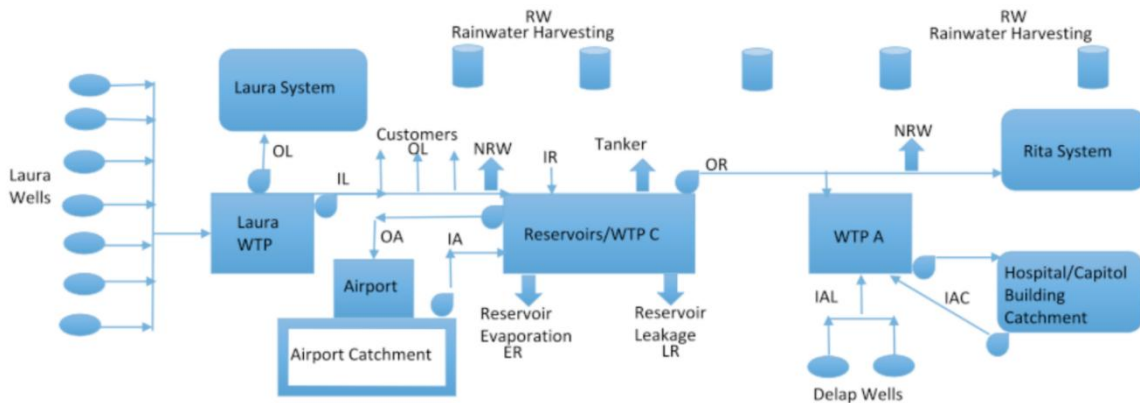 RW
Rainwater Harvesting
RW
Rainwater Harvesting
Laura System
Customers
OL
OL
NRW
IR
Tanker
OR
NRW
Rita System
Laura
Wells
IL
Laura
WTP
OA
IA
Reservoirs/WTP C
WTP A
Airport
Hospital/Capitol
Building
Catchment
Reservoir
Evaporation
ER
Reservoir
Leakage
LR
IAL
IAC
Airport Catchment
Delap Wells